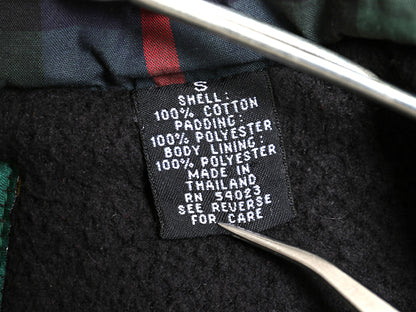 S
SHELL:
100% COTTON
PADDING:
100% POLYESTER
BODY LINING:
100% POLYESTER
MADE IN
THAILAND
RN 54023
SEE REVERSE
FOR CARE